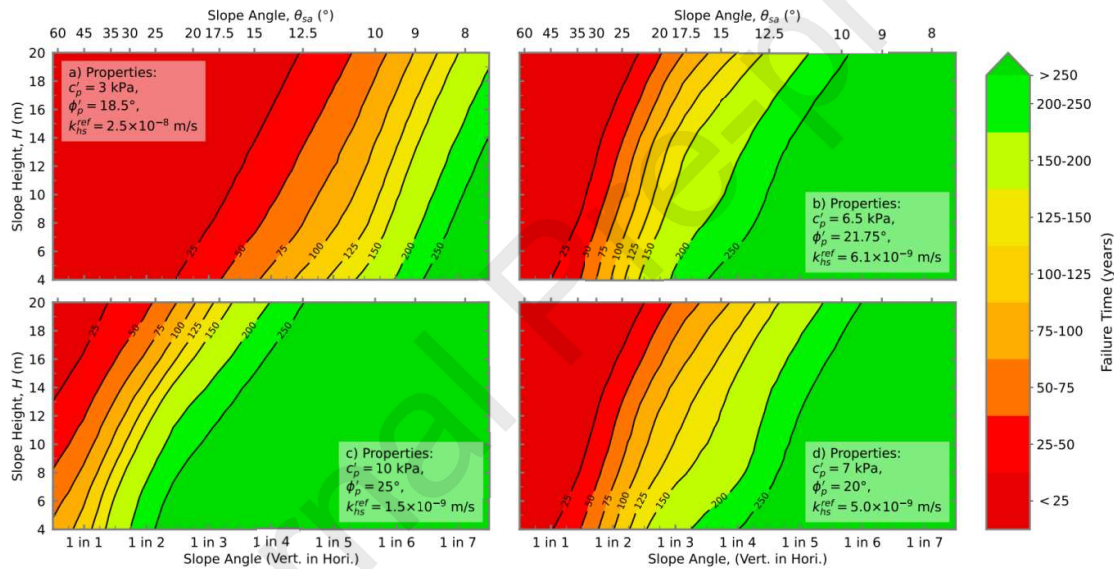 Slope Angle, θsa (°)
60 45 35 30 25 20 17.5 15 12.5 10 9 8
Slope Angle, θsa (°)
60 45 35 30 25 20 17.5 15 12.5 10 9 8
Slope Height, H (m)
20
18
16
14
12
10
8
6
4
a) Properties:
c′p = 3 kPa,
ϕ′p = 18.5°,
k^ref_hs = 2.5×10⁻⁸ m/s
25 50 75 100 125 150 200 250
b) Properties:
c′p = 6.5 kPa,
ϕ′p = 21.75°,
k^ref_hs = 6.1×10⁻⁹ m/s
25 50 75 100 125 150 200 250
Slope Height, H (m)
20
18
16
14
12
10
8
6
4
c) Properties:
c′p = 10 kPa,
ϕ′p = 25°,
k^ref_hs = 1.5×10⁻⁹ m/s
25 50 75 100 125 150 200 250
d) Properties:
c′p = 7 kPa,
ϕ′p = 20°,
k^ref_hs = 5.0×10⁻⁹ m/s
25 50 75 100 125 150 200 250
1 in 1 1 in 2 1 in 3 1 in 4 1 in 5 1 in 6 1 in 7
Slope Angle (Vert. in Hori.)
1 in 1 1 in 2 1 in 3 1 in 4 1 in 5 1 in 6 1 in 7
Slope Angle, (Vert. in Hori.)
> 250
200-250
150-200
125-150
100-125
75-100
50-75
25-50
< 25
Failure Time (years)